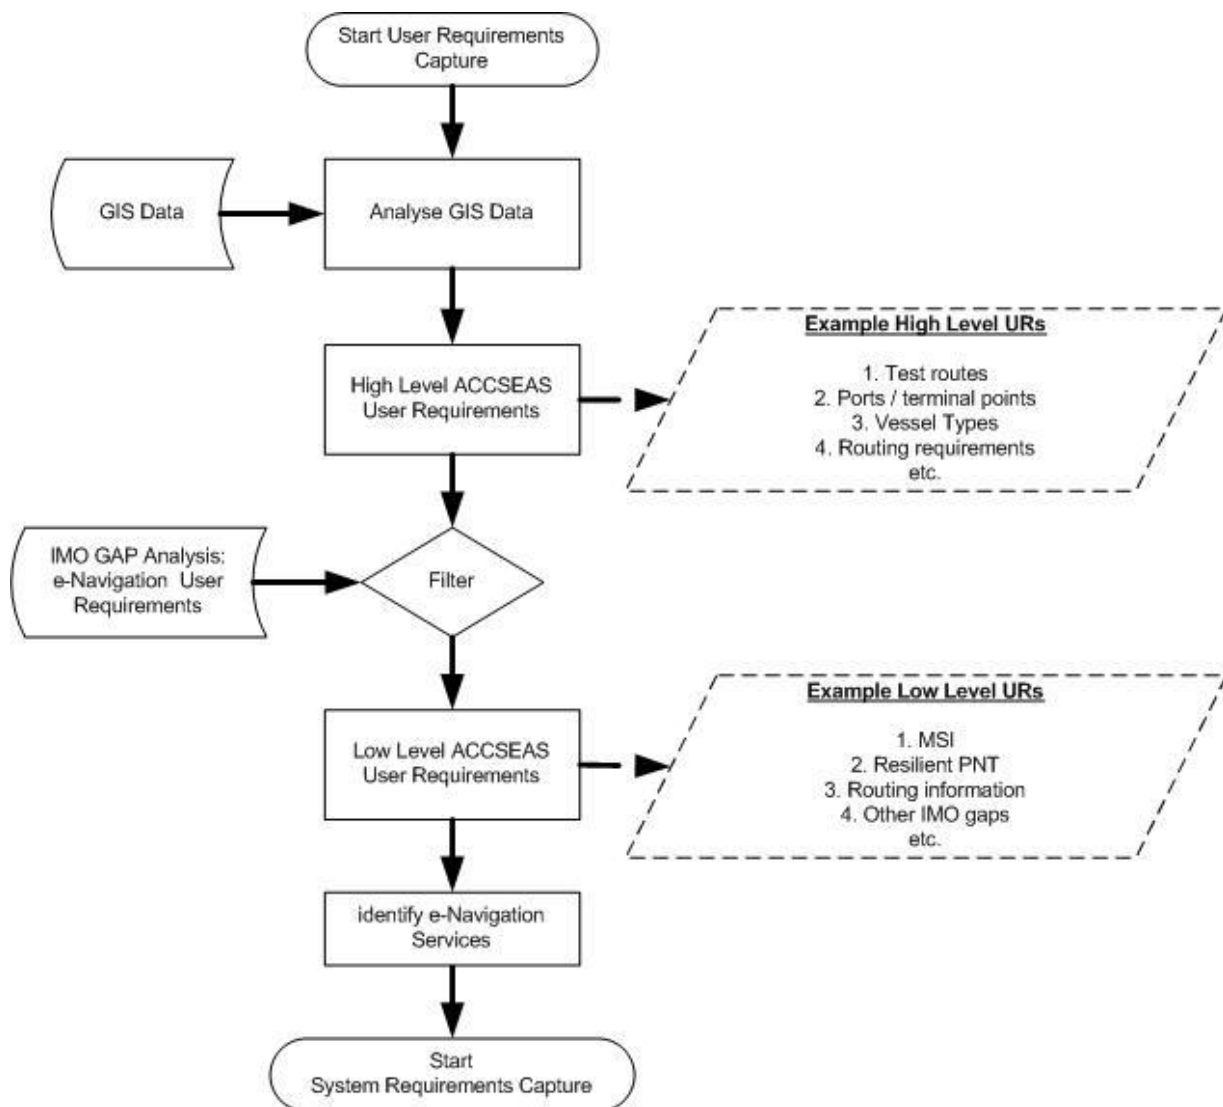 Start User Requirements
Capture
GIS Data
Analyse GIS Data
High Level ACCSEAS
User Requirements
Example High Level URs
1. Test routes
2. Ports / terminal points
3. Vessel Types
4. Routing requirements
etc.
IMO GAP Analysis:
e-Navigation User
Requirements
Filter
Low Level ACCSEAS
User Requirements
Example Low Level URs
1. MSI
2. Resilient PNT
3. Routing information
4. Other IMO gaps
etc.
identify e-Navigation
Services
Start
System Requirements Capture